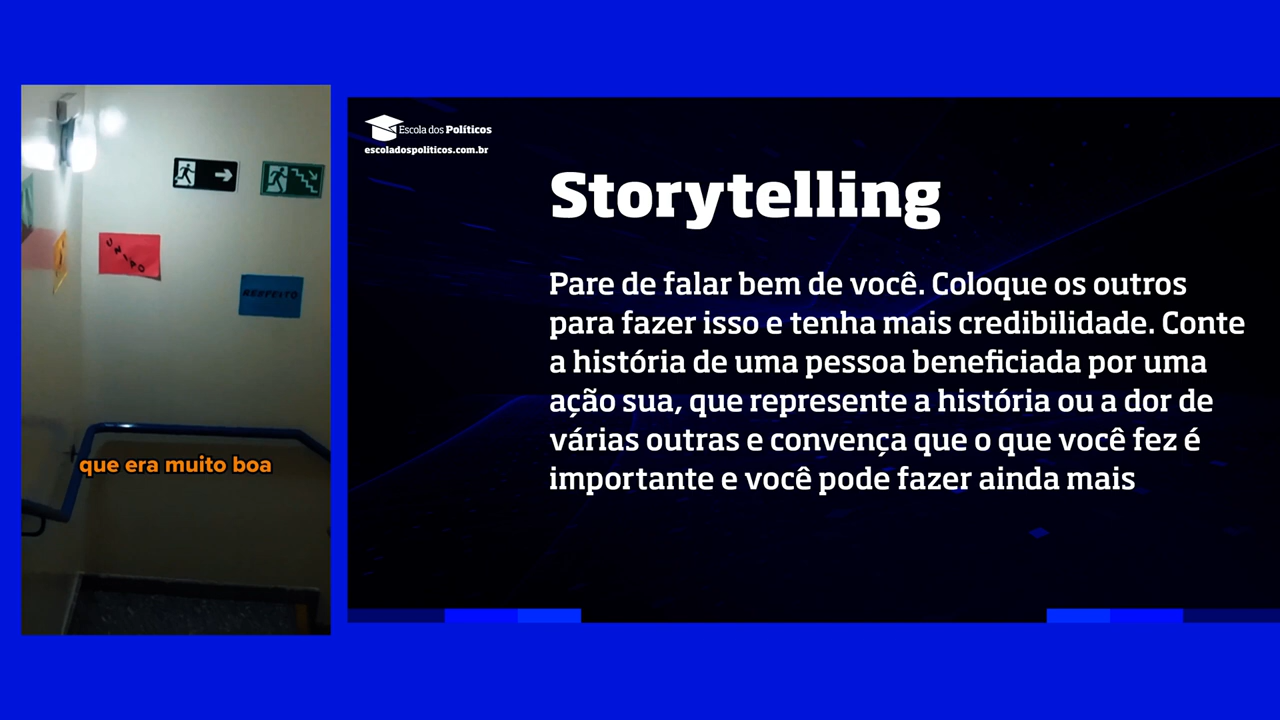 UNIÃO
RESPEITO
que era muito boa
Escola dos Políticos
escoladospoliticos.com.br
Storytelling
Pare de falar bem de você. Coloque os outros
para fazer isso e tenha mais credibilidade. Conte
a história de uma pessoa beneficiada por uma
ação sua, que represente a história ou a dor de
várias outras e convença que o que você fez é
importante e você pode fazer ainda mais